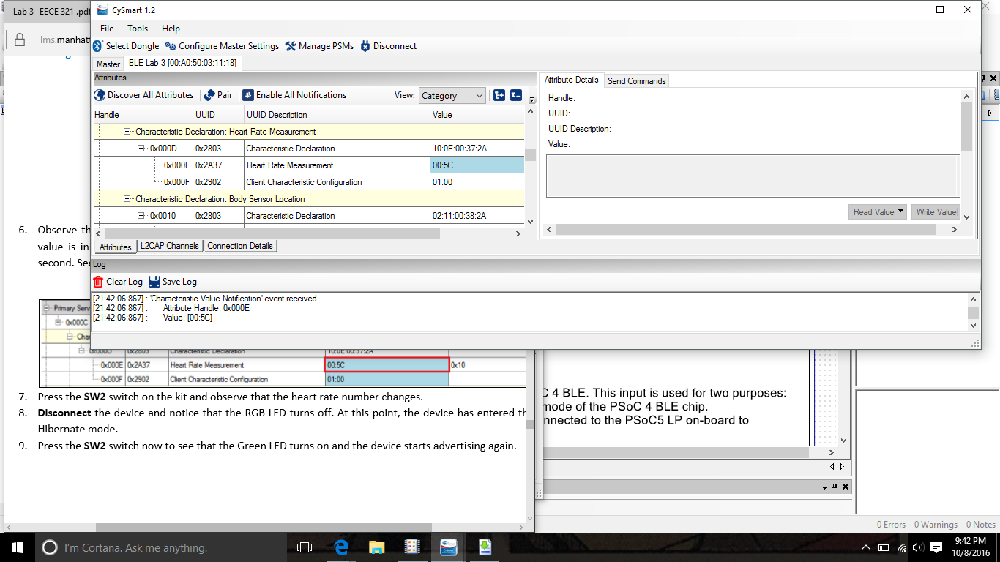 Lab 3- EECE 321 .pdf
lms.manhatt
CySmart 1.2
File Tools Help
Select Dongle Configure Master Settings Manage PSMs Disconnect
Master BLE Lab 3 [00:A0:50:03:11:18]
Attributes
Discover All Attributes Pair Enable All Notifications View: Category
Handle UUID UUID Description Value
Characteristic Declaration: Heart Rate Measurement
0x000D 0x2803 Characteristic Declaration 10:0E:00:37:2A
0x000E 0x2A37 Heart Rate Measurement 00:5C
0x000F 0x2902 Client Characteristic Configuration 01:00
Characteristic Declaration: Body Sensor Location
0x0010 0x2803 Characteristic Declaration 02:11:00:38:2A
Attributes L2CAP Channels Connection Details
Attribute Details Send Commands
Handle:
UUID:
UUID Description:
Value:
Read Value Write Value
Log
Clear Log Save Log
[21:42:06:867] : 'Characteristic Value Notification' event received
[21:42:06:867] : Attribute Handle: 0x000E
[21:42:06:867] : Value: [00:5C]
6. Observe th
value is in
second. See
Primary Serv
0x000C
Cha
0x000D 0x2803 Characteristic Declaration 10:0E:00:37:2A
0x000E 0x2A37 Heart Rate Measurement 00:5C 0x10
0x000F 0x2902 Client Characteristic Configuration 01:00
7. Press the SW2 switch on the kit and observe that the heart rate number changes.
8. Disconnect the device and notice that the RGB LED turns off. At this point, the device has entered th
Hibernate mode.
9. Press the SW2 switch now to see that the Green LED turns on and the device starts advertising again.
C 4 BLE. This input is used for two purposes:
mode of the PSoC 4 BLE chip.
nnected to the PSoC5 LP on-board to
0 Errors 0 Warnings 0 Notes
I'm Cortana. Ask me anything.
9:42 PM
10/8/2016